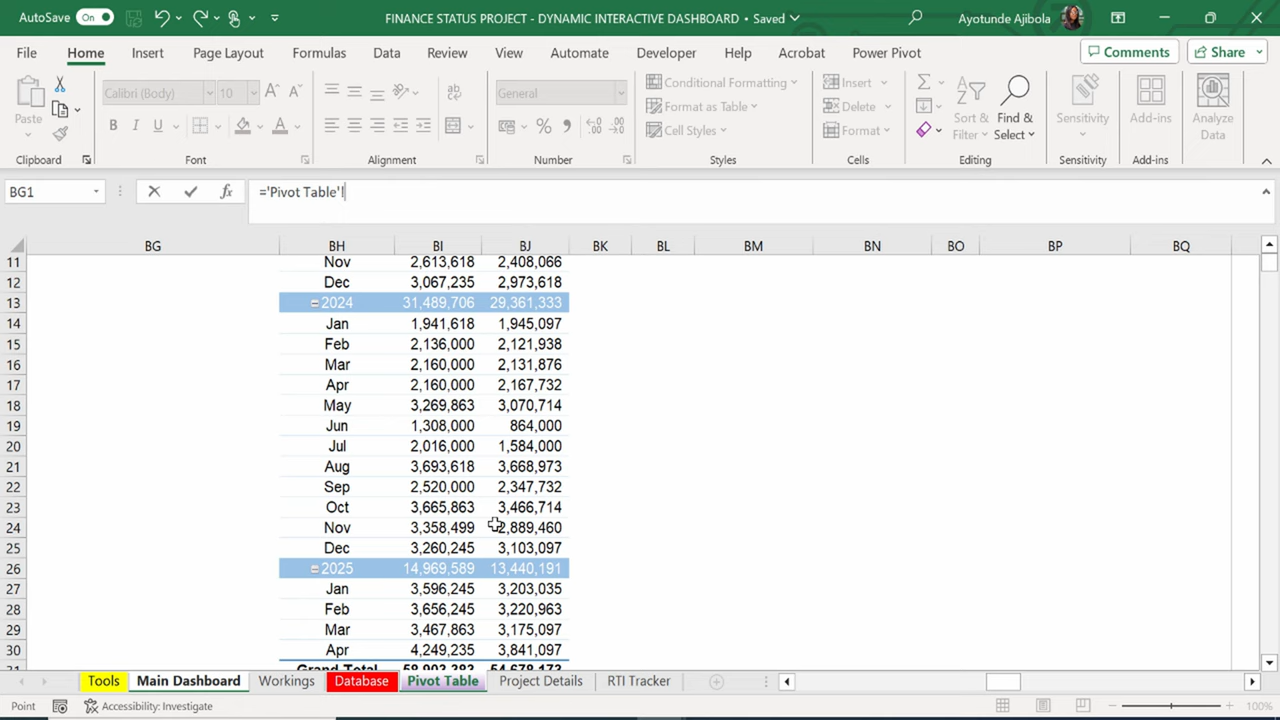 AutoSave On
FINANCE STATUS PROJECT - DYNAMIC INTERACTIVE DASHBOARD • Saved
Ayotunde Ajibola
File Home Insert Page Layout Formulas Data Review View Automate Developer Help Acrobat Power Pivot Comments Share
Paste
Clipboard
Calibri (Body) 10
B I U
Font
Alignment
General
Number
Conditional Formatting
Format as Table
Cell Styles
Styles
Insert
Delete
Format
Cells
Sort & Filter
Find & Select
Editing
Sensitivity
Sensitivity
Add-ins
Add-ins
Analyze Data
BG1 fx ='Pivot Table'!
BG BH BI BJ BK BL BM BN BO BP BQ
11 Nov 2,613,618 2,408,066
12 Dec 3,067,235 2,973,618
13 2024 31,489,706 29,361,333
14 Jan 1,941,618 1,945,097
15 Feb 2,136,000 2,121,938
16 Mar 2,160,000 2,131,876
17 Apr 2,160,000 2,167,732
18 May 3,269,863 3,070,714
19 Jun 1,308,000 864,000
20 Jul 2,016,000 1,584,000
21 Aug 3,693,618 3,668,973
22 Sep 2,520,000 2,347,732
23 Oct 3,665,863 3,466,714
24 Nov 3,358,499 2,889,460
25 Dec 3,260,245 3,103,097
26 2025 14,969,589 13,440,191
27 Jan 3,596,245 3,203,035
28 Feb 3,656,245 3,220,963
29 Mar 3,467,863 3,175,097
30 Apr 4,249,235 3,841,097
31 Grand Total 58,903,383 54,678,173
Tools Main Dashboard Workings Database Pivot Table Project Details RTI Tracker
Point Accessibility: Investigate 100%